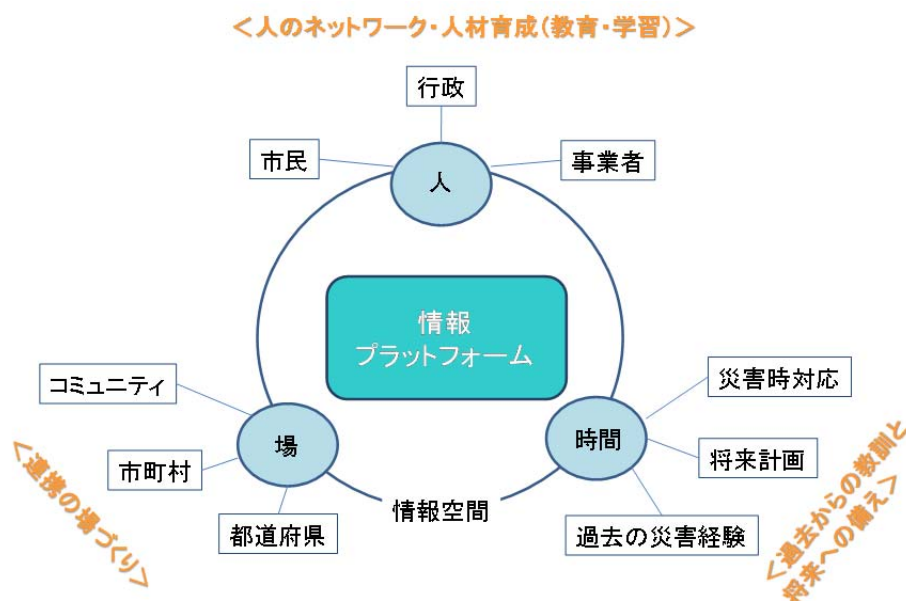 ＜人のネットワーク・人材育成(教育・学習)＞
行政
市民
事業者
人
情報
プラットフォーム
コミュニティ
災害時対応
場
時間
市町村
将来計画
情報空間
都道府県
過去の災害経験
＜連携の場づくり＞
＜過去からの教訓と
将来への備え＞